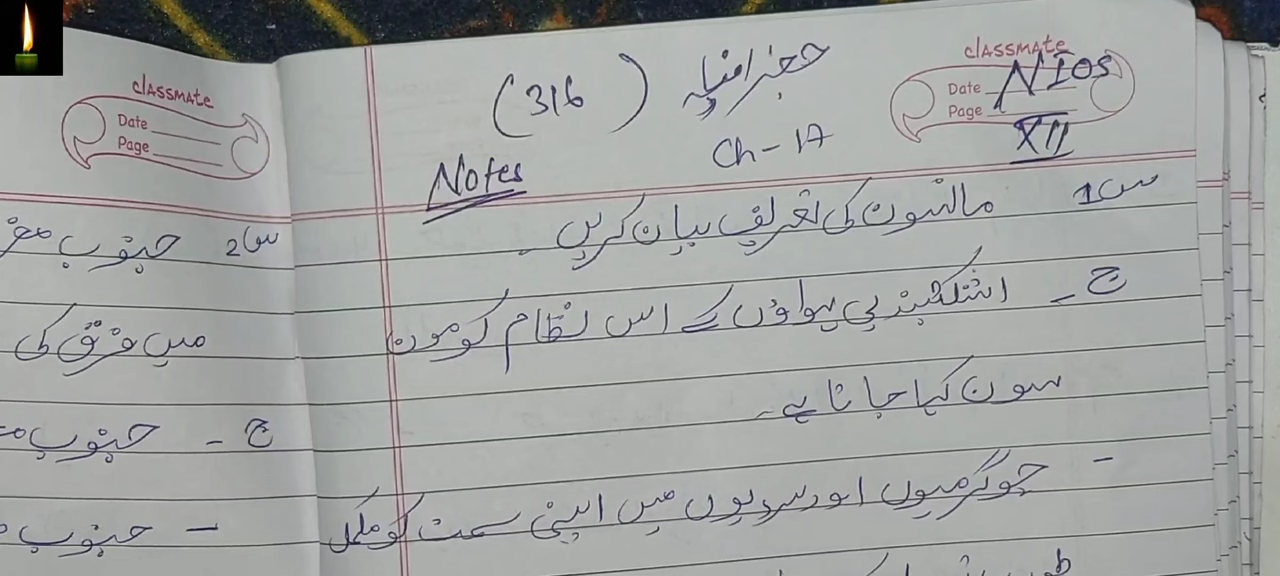 classmate
Date
Page
NIOS
XII
جغرافیہ (316)
Ch - 17
Notes
س1 مانسون کی تعریف بیان کریں۔
ج۔ اشتکشیدنی ہواؤں کے اس نظام کو مون
سون کہا جاتا ہے۔
- جو گرمیوں اور سردیوں میں اپنی سمت کو مکمل
classmate
Date
Page
س2 جنوب
میں فرق کی
ج - جنوب
- جنوب